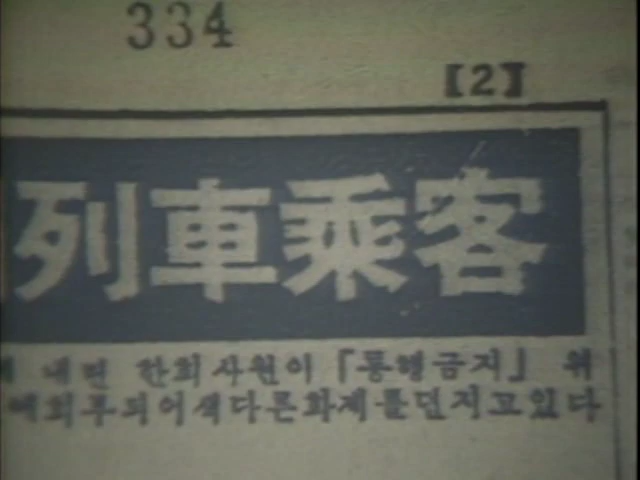 334
【2】
列車乘客
내면 한회사원이 「통행금지」 위
에회부되어색다른화제를던지고있다